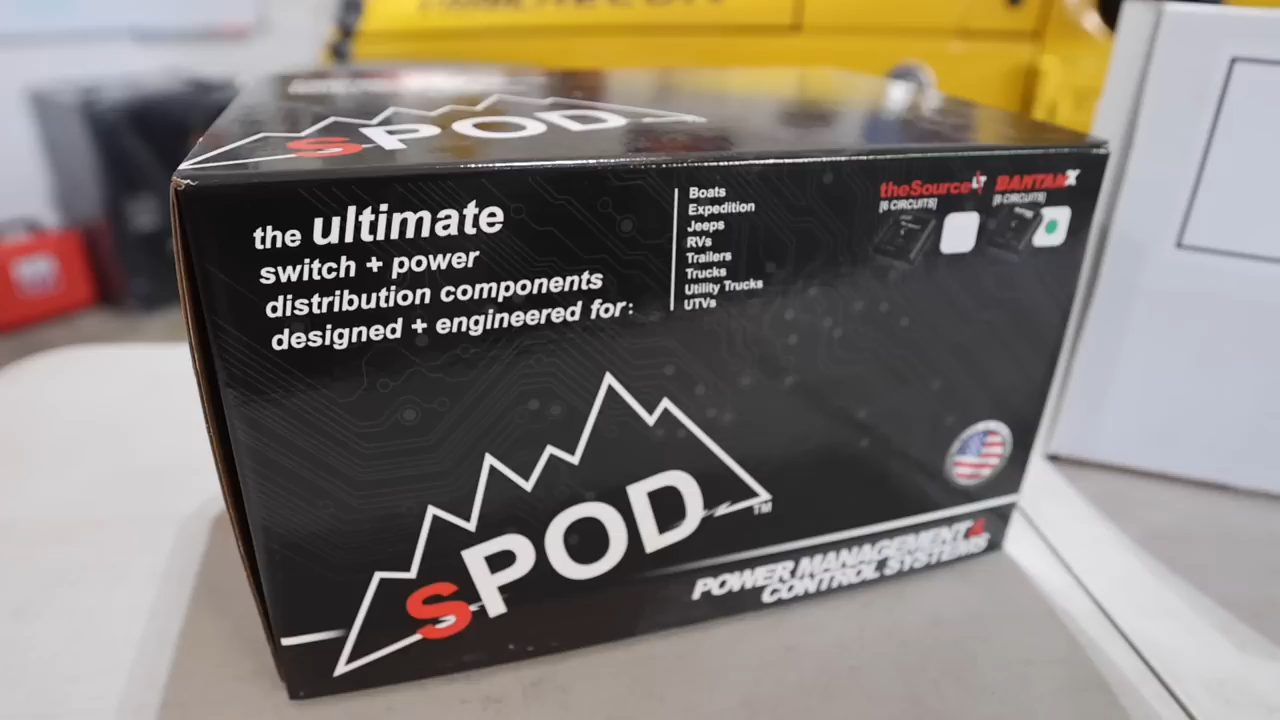 sPOD
the ultimate
switch + power
distribution components
designed + engineered for:
Boats
Expedition
Jeeps
RVs
Trailers
Trucks
Utility Trucks
UTVs
theSourceLT
[6 CIRCUITS]
BANTAMX
[8 CIRCUITS]
sPOD TM
POWER MANAGEMENT &
CONTROL SYSTEMS